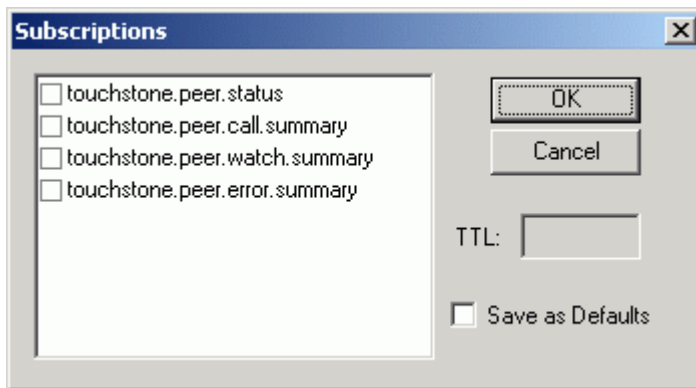 Subscriptions
touchstone.peer.status
touchstone.peer.call.summary
touchstone.peer.watch.summary
touchstone.peer.error.summary
OK
Cancel
TTL:
Save as Defaults